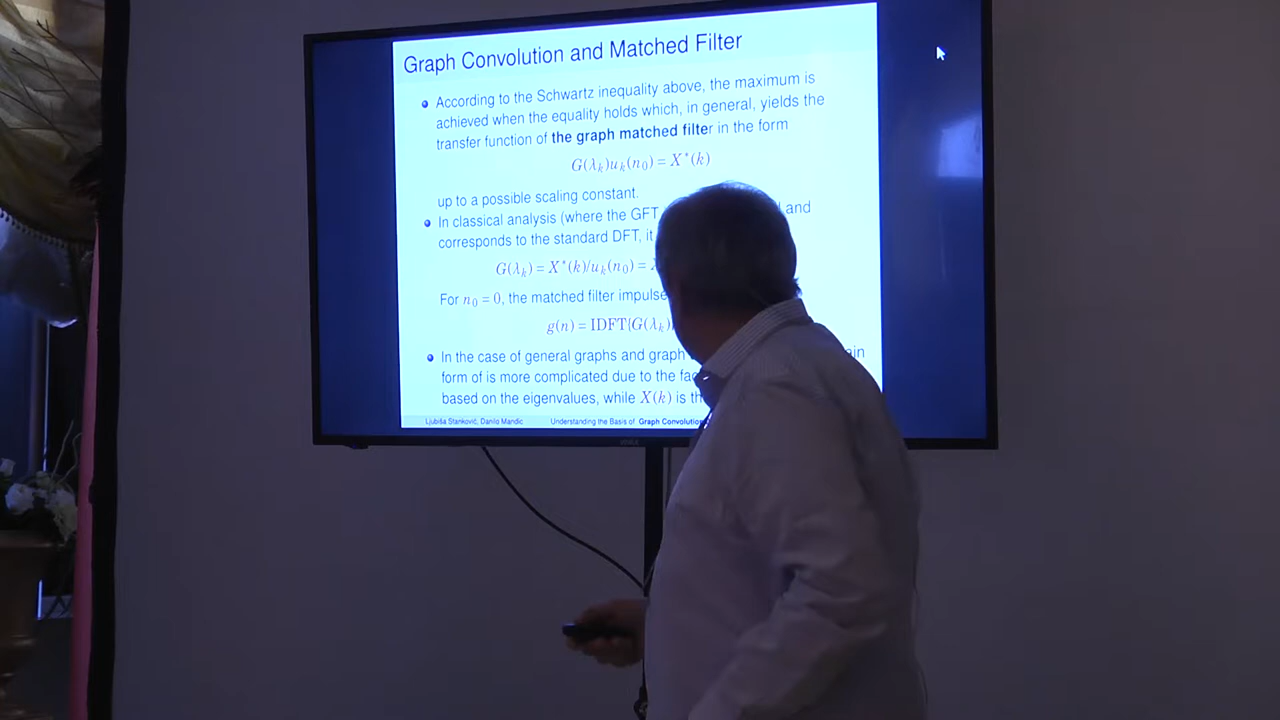 Graph Convolution and Matched Filter
According to the Schwartz inequality above, the maximum is
achieved when the equality holds which, in general, yields the
transfer function of the graph matched filter in the form
G(λₖ)uₖ(n₀) = X*(k)
up to a possible scaling constant.
In classical analysis (where the GFT and
corresponds to the standard DFT, it
G(λₖ) = X*(k)/uₖ(n₀) =
For n₀ = 0, the matched filter impulse
g(n) = IDFT{G(λₖ)
In the case of general graphs and graph
form of is more complicated due to the
based on the eigenvalues, while X(k) is
Ljubiša Stanković, Danilo Mandic Understanding the Basis of Graph Convolution